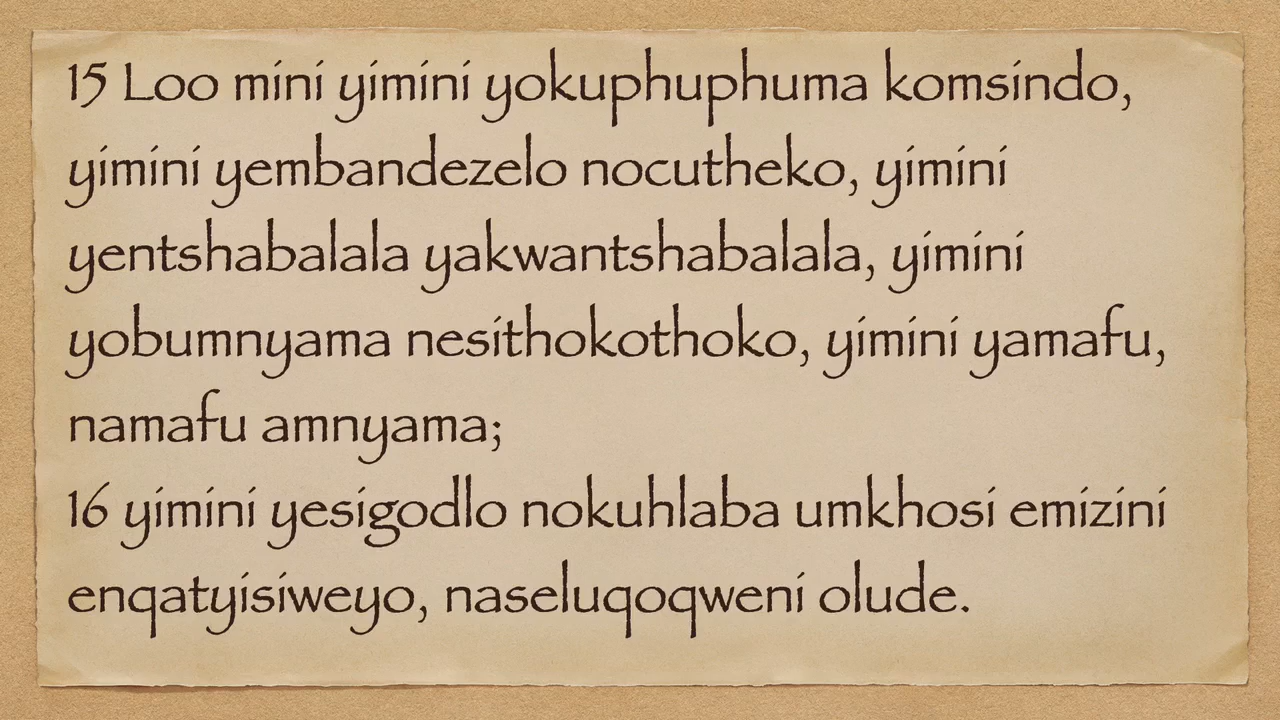 15 Loo mini yimini yokuphuphuma komsindo,
yimini yembandezelo nocutheko, yimini
yentshabalala yakwantshabalala, yimini
yobumnyama nesithokothoko, yimini yamafu,
namafu amnyama;
16 yimini yesigodlo nokuhlaba umkhosi emizini
enqatyisiweyo, naseluqoqweni olude.